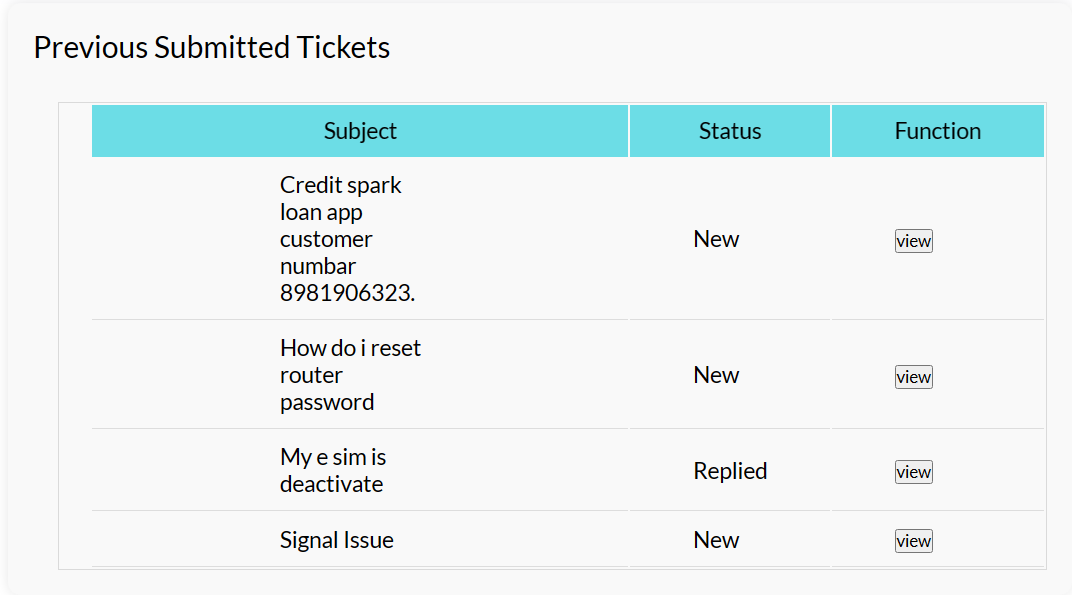 Previous Submitted Tickets
Subject Status Function
Credit spark
loan app
customer
numbar
8981906323.
New
view
How do i reset
router
password
New
view
My e sim is
deactivate
Replied
view
Signal Issue
New
view